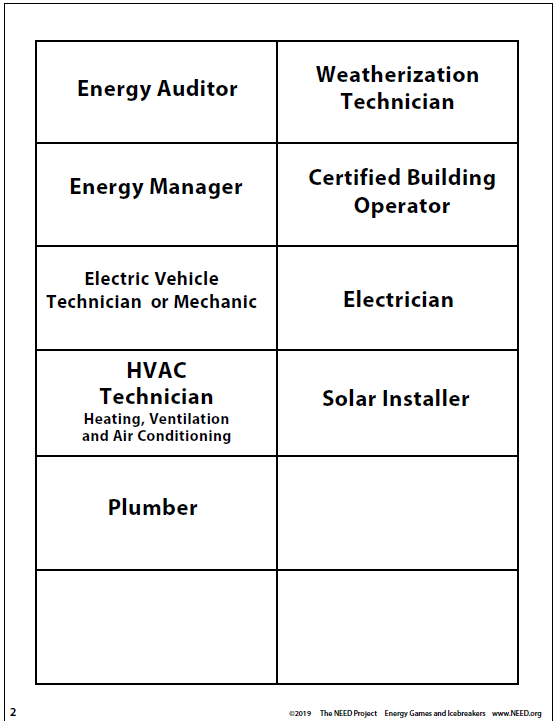 Energy Auditor
Weatherization
Technician
Energy Manager
Certified Building
Operator
Electric Vehicle
Technician or Mechanic
Electrician
HVAC
Technician
Heating, Ventilation
and Air Conditioning
Solar Installer
Plumber
2
©2019 The NEED Project Energy Games and Icebreakers www.NEED.org